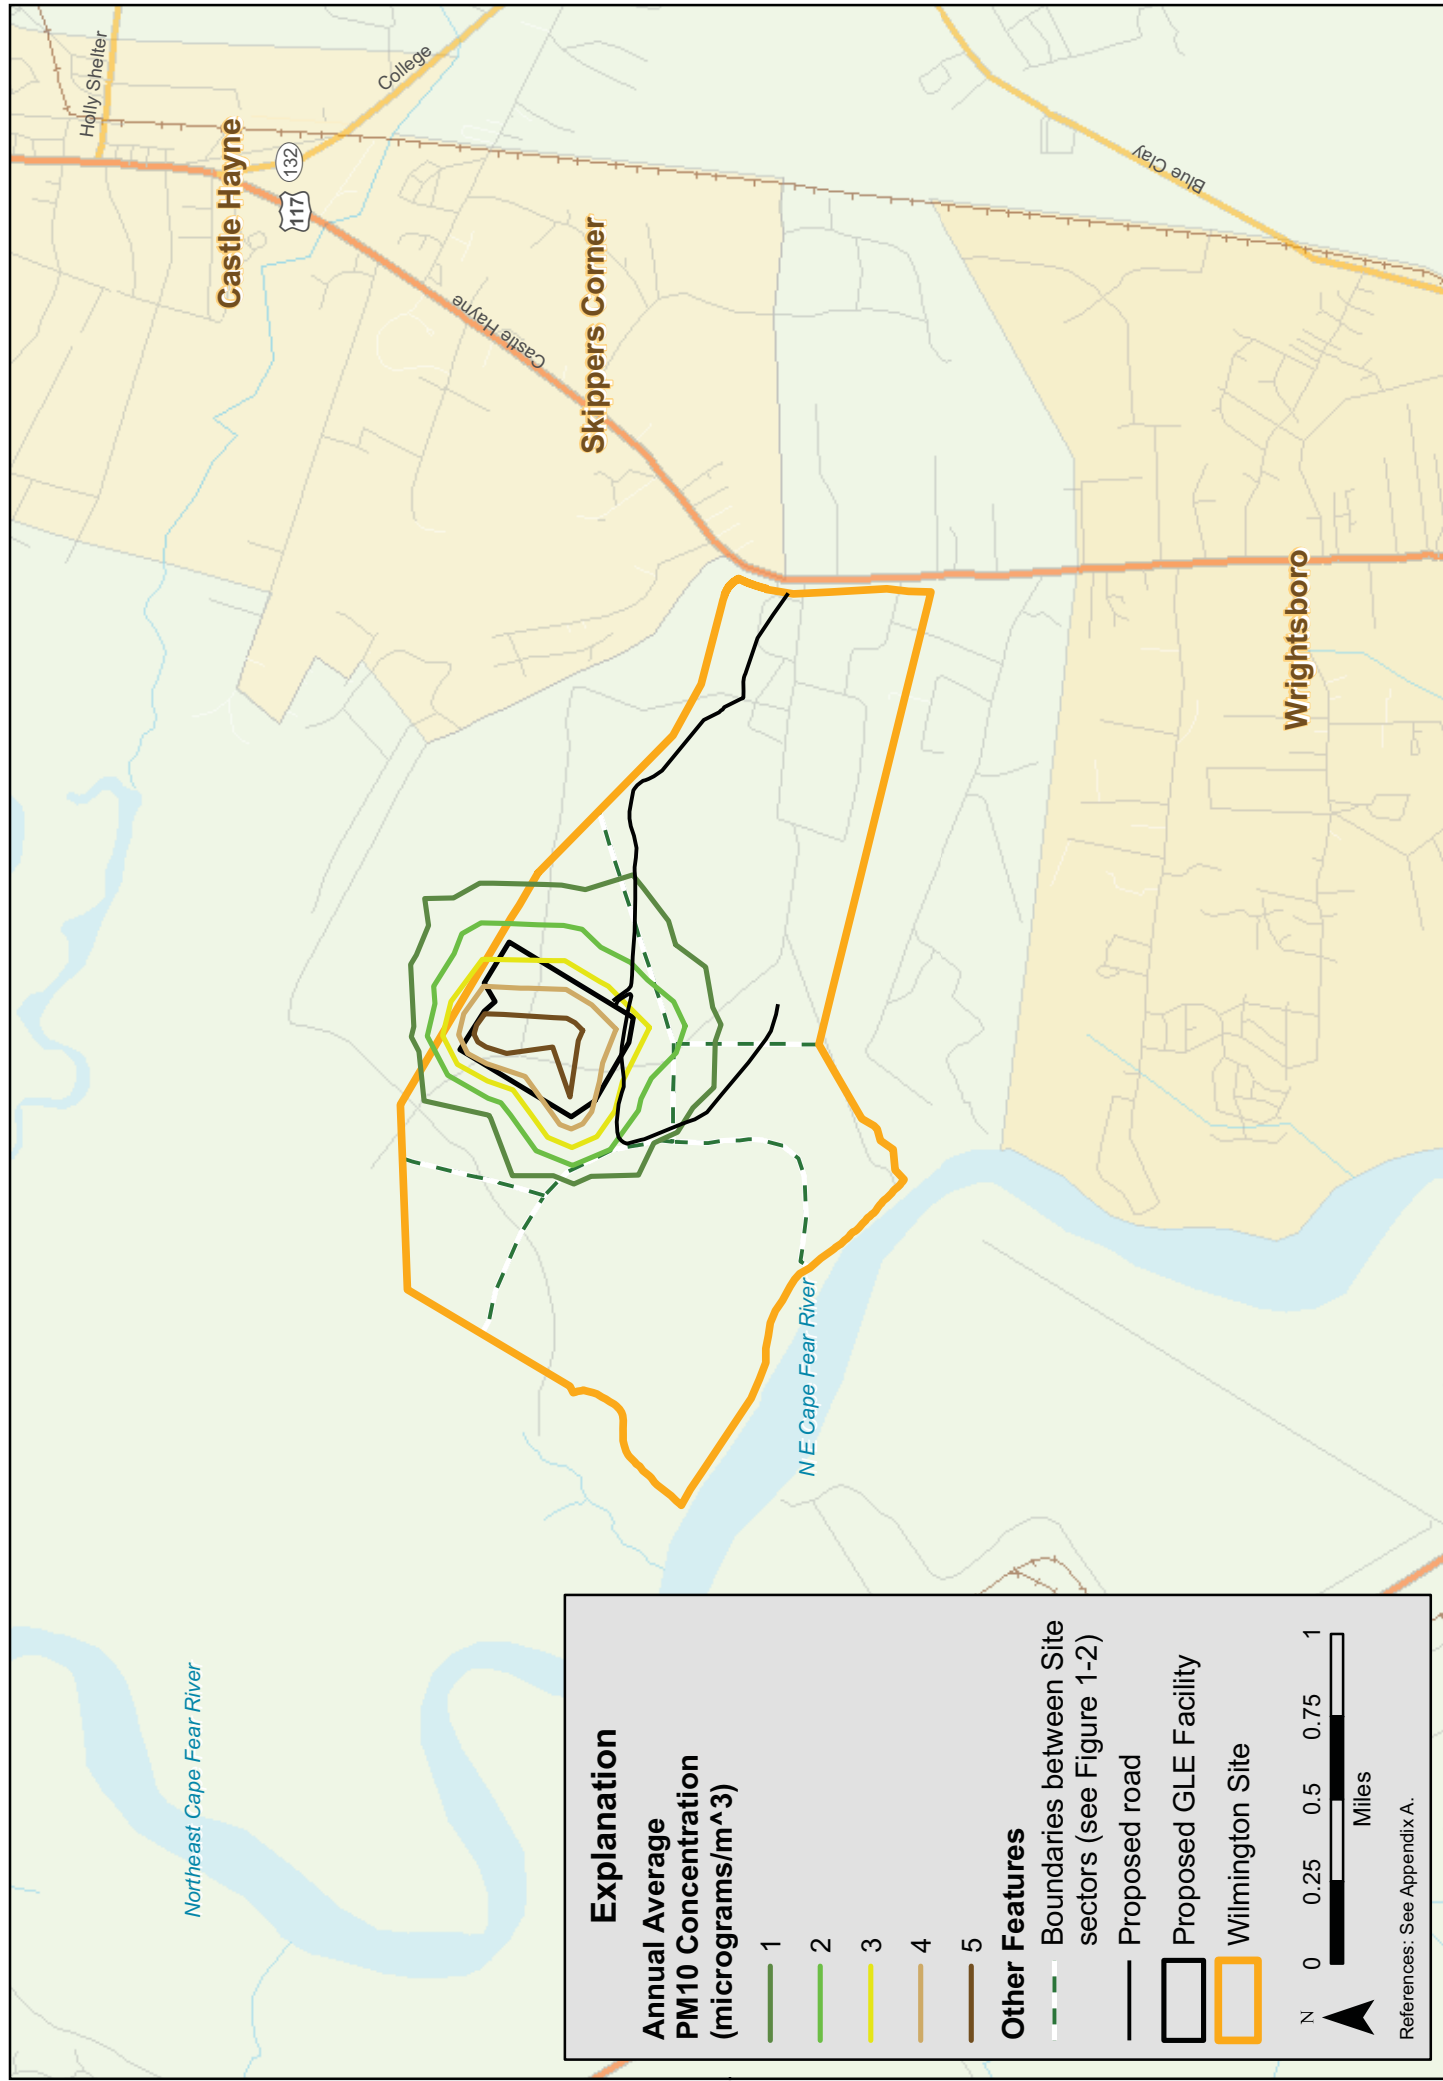 Holly Shelter
College
Castle Hayne
132
117
Castle Hayne
Skippers Corner
Blue Clay
Wrightsboro
N E Cape Fear River
Northeast Cape Fear River
Explanation
Annual Average
PM10 Concentration
(micrograms/m^3)
1
2
3
4
5
Other Features
Boundaries between Site
sectors (see Figure 1-2)
Proposed road
Proposed GLE Facility
Wilmington Site
N
0 0.25 0.5 0.75 1
Miles
References: See Appendix A.